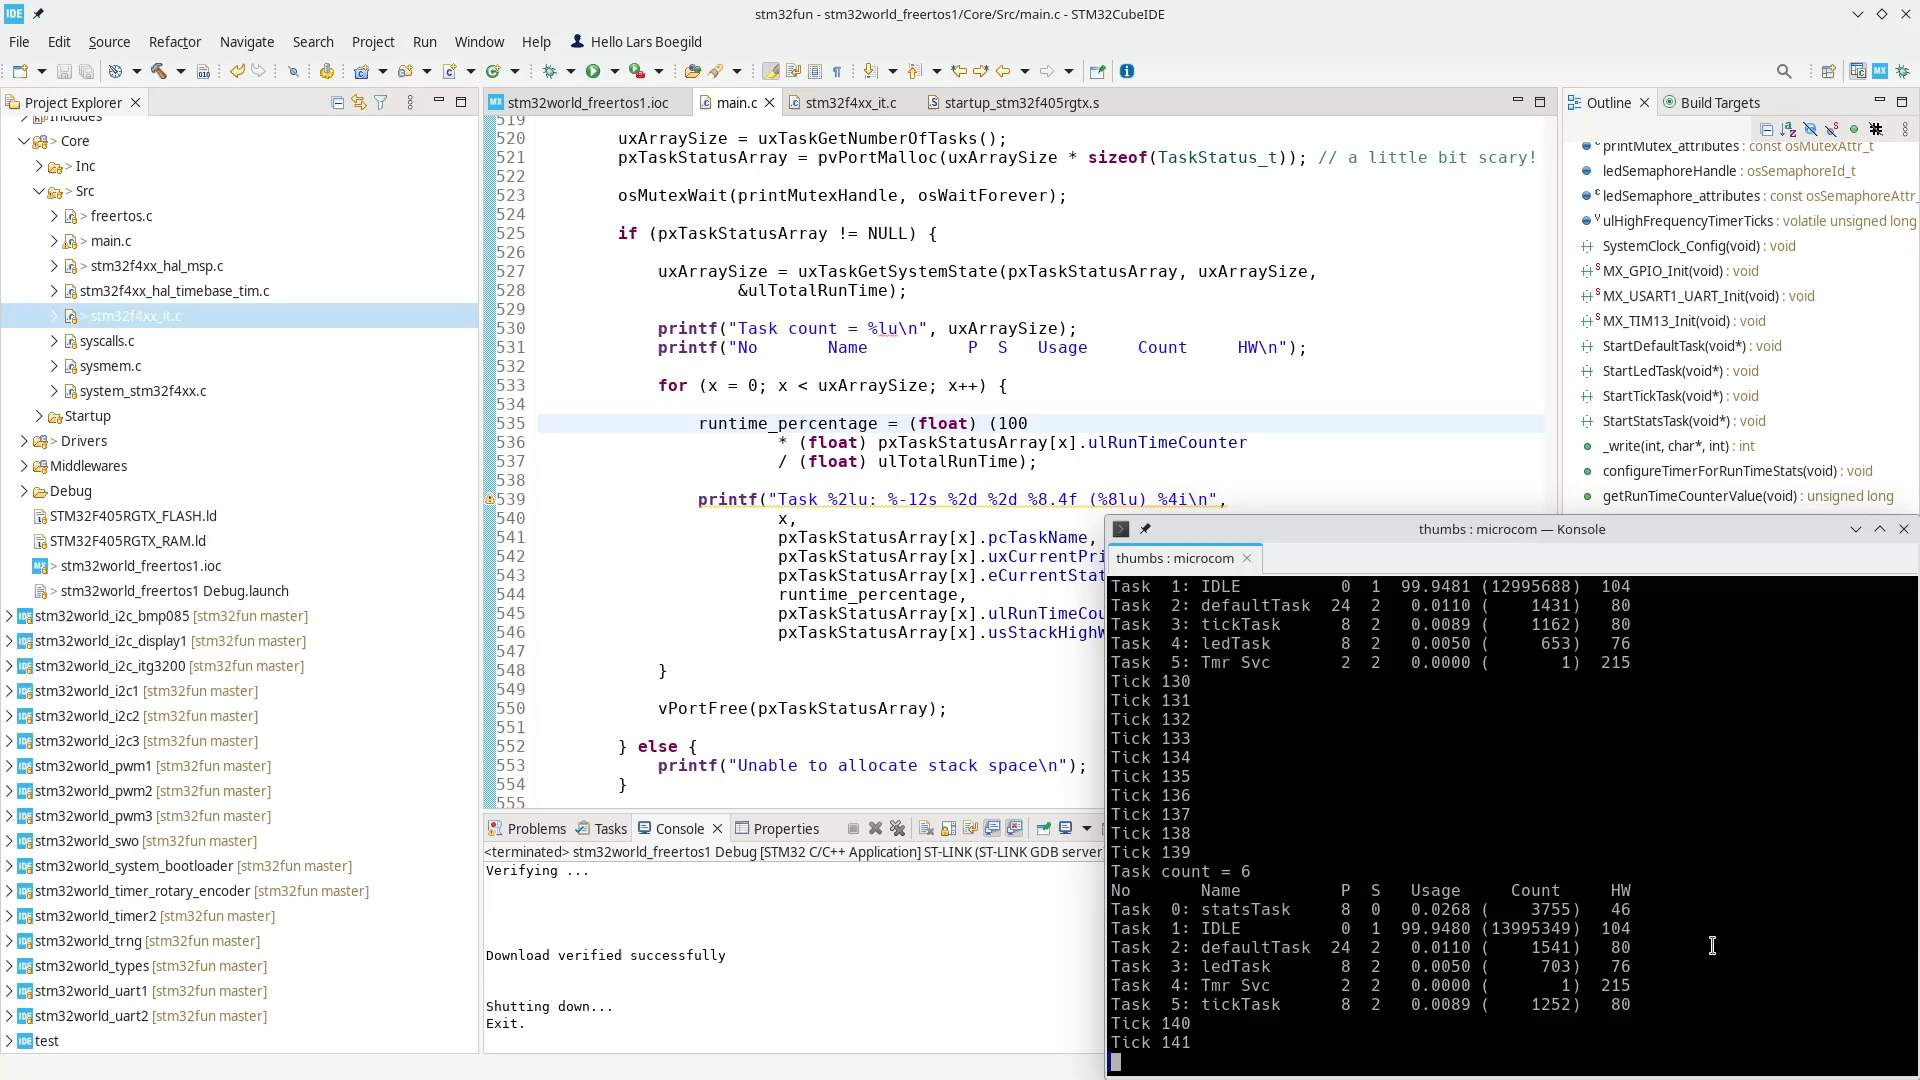 IDE
stm32fun - stm32world_freertos1/Core/Src/main.c - STM32CubeIDE
File Edit Source Refactor Navigate Search Project Run Window Help Hello Lars Boegild
Project Explorer
Includes
> Core
> Inc
> Src
> freertos.c
> main.c
> stm32f4xx_hal_msp.c
stm32f4xx_hal_timebase_tim.c
> stm32f4xx_it.c
syscalls.c
sysmem.c
system_stm32f4xx.c
Startup
> Drivers
Middlewares
Debug
STM32F405RGTX_FLASH.ld
STM32F405RGTX_RAM.ld
> stm32world_freertos1.ioc
> stm32world_freertos1 Debug.launch
stm32world_i2c_bmp085 [stm32fun master]
stm32world_i2c_display1 [stm32fun master]
stm32world_i2c_itg3200 [stm32fun master]
stm32world_i2c1 [stm32fun master]
stm32world_i2c2 [stm32fun master]
stm32world_i2c3 [stm32fun master]
stm32world_pwm1 [stm32fun master]
stm32world_pwm2 [stm32fun master]
stm32world_pwm3 [stm32fun master]
stm32world_swo [stm32fun master]
stm32world_system_bootloader [stm32fun master]
stm32world_timer_rotary_encoder [stm32fun master]
stm32world_timer2 [stm32fun master]
stm32world_trng [stm32fun master]
stm32world_types [stm32fun master]
stm32world_uart1 [stm32fun master]
stm32world_uart2 [stm32fun master]
test
stm32world_freertos1.ioc main.c stm32f4xx_it.c startup_stm32f405rgtx.s
519
520 uxArraySize = uxTaskGetNumberOfTasks();
521 pxTaskStatusArray = pvPortMalloc(uxArraySize * sizeof(TaskStatus_t)); // a little bit scary!
522
523 osMutexWait(printMutexHandle, osWaitForever);
524
525 if (pxTaskStatusArray != NULL) {
526
527 uxArraySize = uxTaskGetSystemState(pxTaskStatusArray, uxArraySize,
528 &ulTotalRunTime);
529
530 printf("Task count = %lu\n", uxArraySize);
531 printf("No Name P S Usage Count HW\n");
532
533 for (x = 0; x < uxArraySize; x++) {
534
535 runtime_percentage = (float) (100
536 * (float) pxTaskStatusArray[x].ulRunTimeCounter
537 / (float) ulTotalRunTime);
538
539 printf("Task %2lu: %-12s %2d %2d %8.4f (%8lu) %4i\n",
540 x,
541 pxTaskStatusArray[x].pcTaskName,
542 pxTaskStatusArray[x].uxCurrentPri
543 pxTaskStatusArray[x].eCurrentStat
544 runtime_percentage,
545 pxTaskStatusArray[x].ulRunTimeCou
546 pxTaskStatusArray[x].usStackHighW
547
548 }
549
550 vPortFree(pxTaskStatusArray);
551
552 } else {
553 printf("Unable to allocate stack space\n");
554 }
555
Problems Tasks Console Properties
<terminated> stm32world_freertos1 Debug [STM32 C/C++ Application] ST-LINK (ST-LINK GDB server)
Verifying ...
Download verified successfully
Shutting down...
Exit.
Outline Build Targets
printMutex_attributes : const osMutexAttr_t
ledSemaphoreHandle : osSemaphoreId_t
ledSemaphore_attributes : const osSemaphoreAttr_
ulHighFrequencyTimerTicks : volatile unsigned long
SystemClock_Config(void) : void
MX_GPIO_Init(void) : void
MX_USART1_UART_Init(void) : void
MX_TIM13_Init(void) : void
StartDefaultTask(void*) : void
StartLedTask(void*) : void
StartTickTask(void*) : void
StartStatsTask(void*) : void
_write(int, char*, int) : int
configureTimerForRunTimeStats(void) : void
getRunTimeCounterValue(void) : unsigned long
thumbs : microcom — Konsole
thumbs : microcom
Task 1: IDLE 0 1 99.9481 (12995688) 104
Task 2: defaultTask 24 2 0.0110 ( 1431) 80
Task 3: tickTask 8 2 0.0089 ( 1162) 80
Task 4: ledTask 8 2 0.0050 ( 653) 76
Task 5: Tmr Svc 2 2 0.0000 ( 1) 215
Tick 130
Tick 131
Tick 132
Tick 133
Tick 134
Tick 135
Tick 136
Tick 137
Tick 138
Tick 139
Task count = 6
No Name P S Usage Count HW
Task 0: statsTask 8 0 0.0268 ( 3755) 46
Task 1: IDLE 0 1 99.9480 (13995349) 104
Task 2: defaultTask 24 2 0.0110 ( 1541) 80
Task 3: ledTask 8 2 0.0050 ( 703) 76
Task 4: Tmr Svc 2 2 0.0000 ( 1) 215
Task 5: tickTask 8 2 0.0089 ( 1252) 80
Tick 140
Tick 141